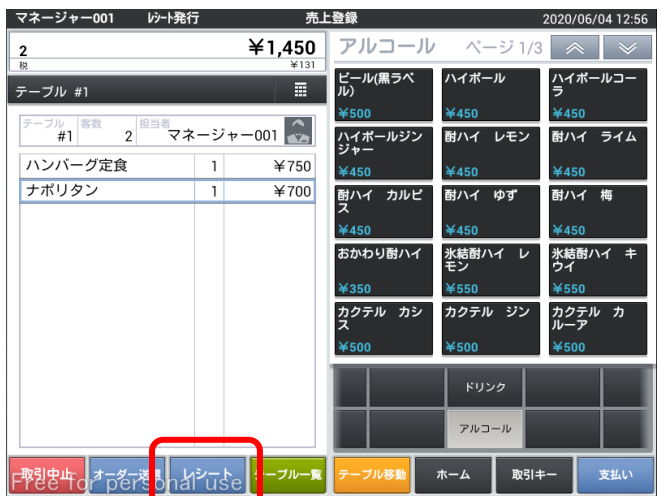 マネージャー001 ﾚｼｰﾄ発行 売上登録 2020/06/04 12:56
2 ¥1,450
税 ¥131
テーブル #1
テーブル 客数 担当者
#1 2 マネージャー001
ハンバーグ定食 1 ¥750
ナポリタン 1 ¥700
アルコール ページ 1/3
ビール(黒ラベ ハイボール ハイボールコー
ル) ラ
¥500 ¥450 ¥450
ハイボールジン 酎ハイ レモン 酎ハイ ライム
ジャー
¥450 ¥450 ¥450
酎ハイ カルピ 酎ハイ ゆず 酎ハイ 梅
ス
¥450 ¥450 ¥450
おかわり酎ハイ 氷結酎ハイ レ 氷結酎ハイ キ
モン ウイ
¥350 ¥550 ¥550
カクテル カシ カクテル ジン カクテル カ
ス ルーア
¥500 ¥500 ¥500
ドリンク
アルコール
取引中止 オーダー送信 レシート テーブル一覧 テーブル移動 ホーム 取引キー 支払い
Free for personal use